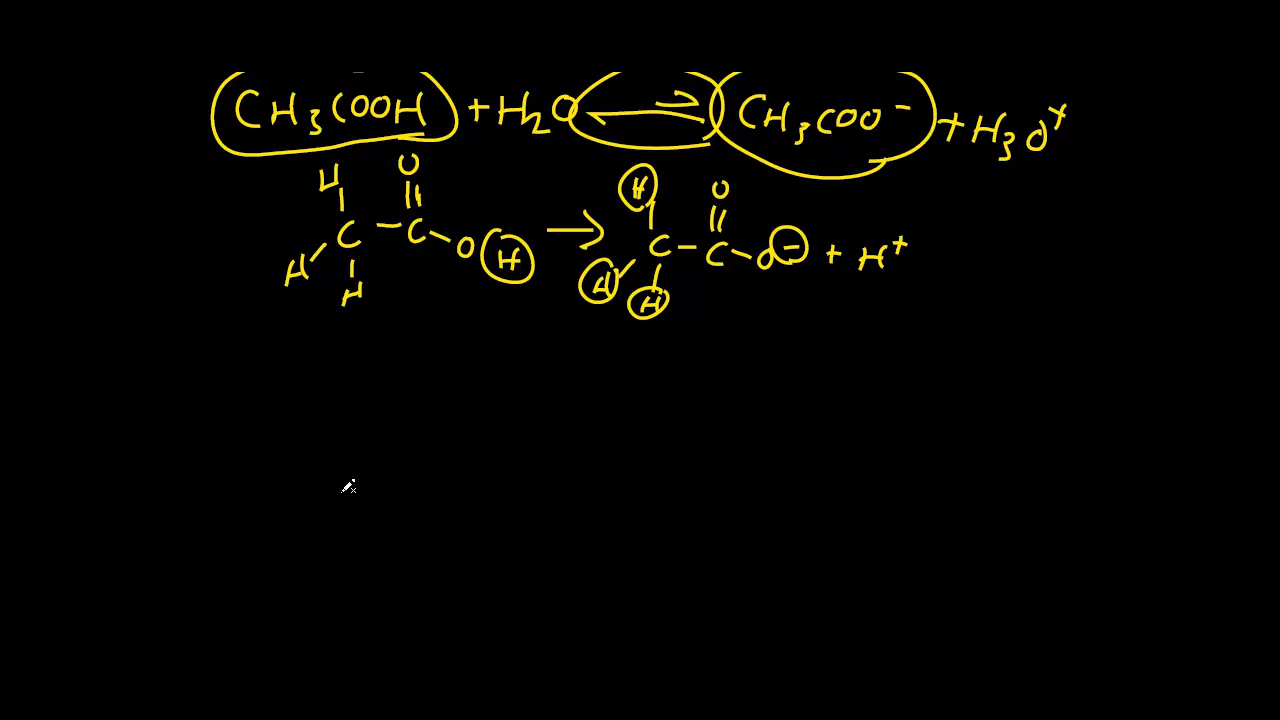 CH3COOH + H2O ⇌ CH3COO⁻ + H3O⁺
H O H O
H C – C – O H → H C – C – O⁻ + H⁺
H H